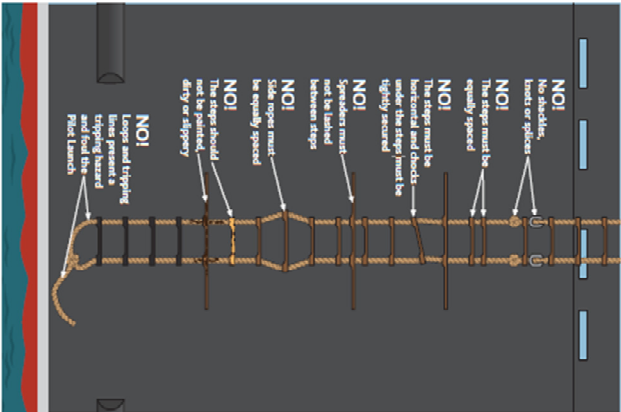 NO!
No shackles,
knots or splices
NO!
The steps must be
equally spaced
NO!
The steps must be
horizontal and chocks
under the steps must be
tightly secured
NO!
Spreaders must
not be lashed
between steps
NO!
Side ropes must
be equally spaced
NO!
The steps should
not be painted,
dirty or slippery
NO!
Loops and tripping
lines present a
tripping hazard
and foul the
Pilot Launch